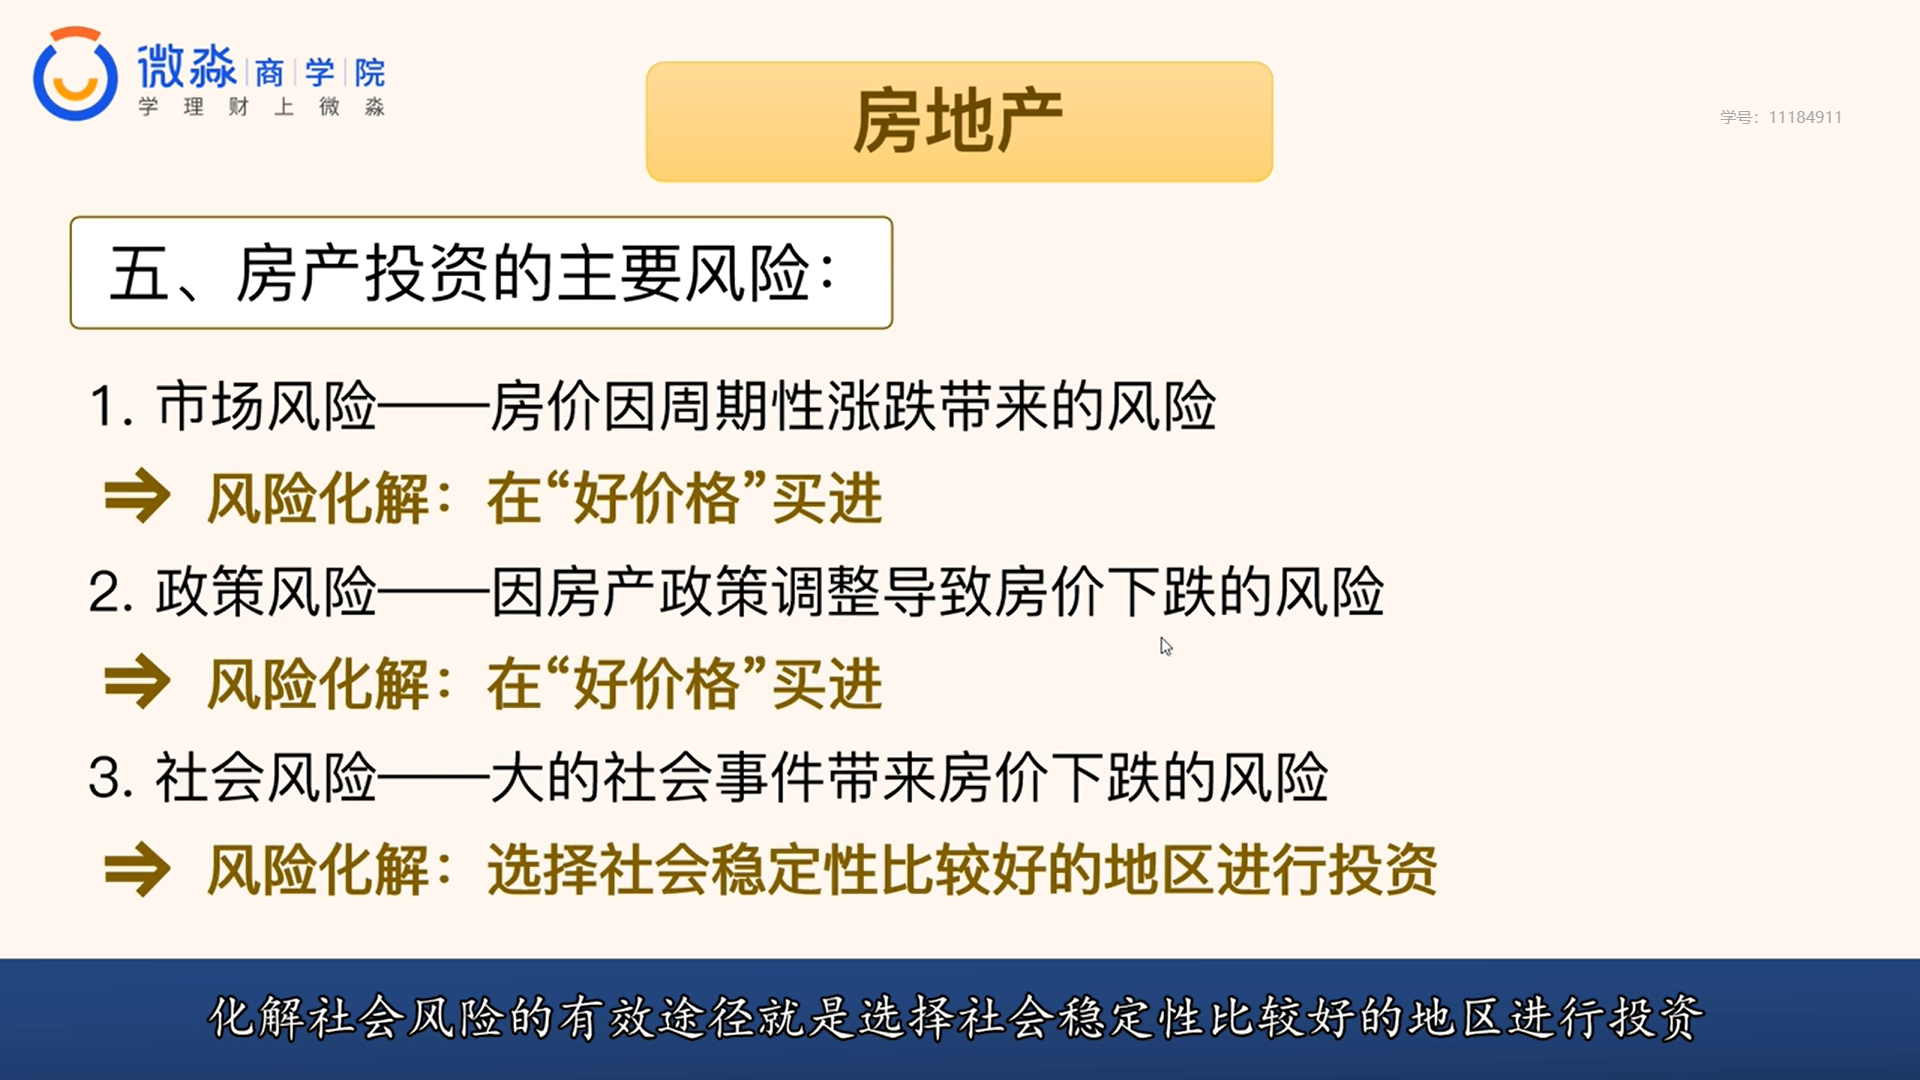 微淼商学院
学理财上微淼
房地产
学号：11184911
五、房产投资的主要风险：
1. 市场风险——房价因周期性涨跌带来的风险
⇒ 风险化解：在“好价格”买进
2. 政策风险——因房产政策调整导致房价下跌的风险
⇒ 风险化解：在“好价格”买进
3. 社会风险——大的社会事件带来房价下跌的风险
⇒ 风险化解：选择社会稳定性比较好的地区进行投资
化解社会风险的有效途径就是选择社会稳定性比较好的地区进行投资